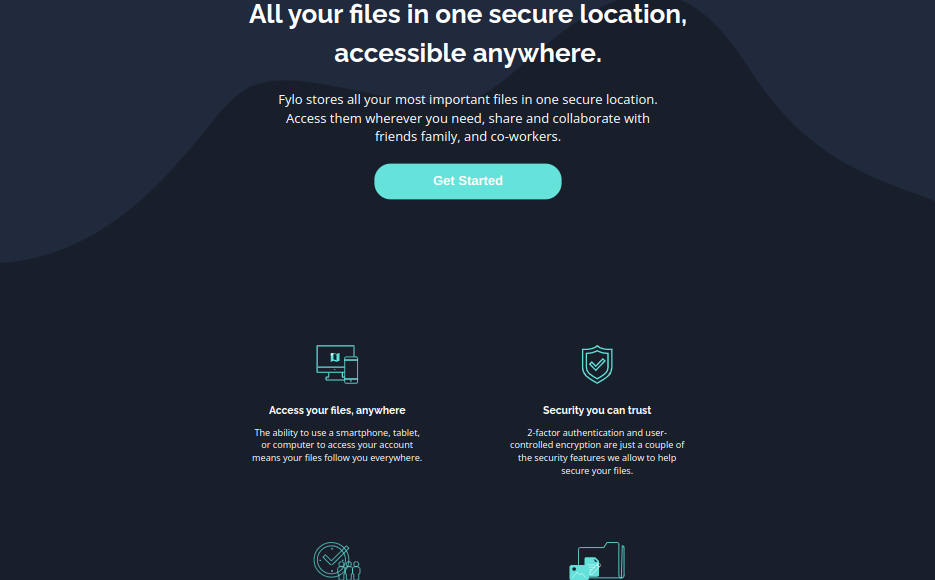 All your files in one secure location,
accessible anywhere.
Fylo stores all your most important files in one secure location.
Access them wherever you need, share and collaborate with
friends family, and co-workers.
Get Started
Access your files, anywhere
The ability to use a smartphone, tablet,
or computer to access your account
means your files follow you everywhere.
Security you can trust
2-factor authentication and user-
controlled encryption are just a couple of
the security features we allow to help
secure your files.